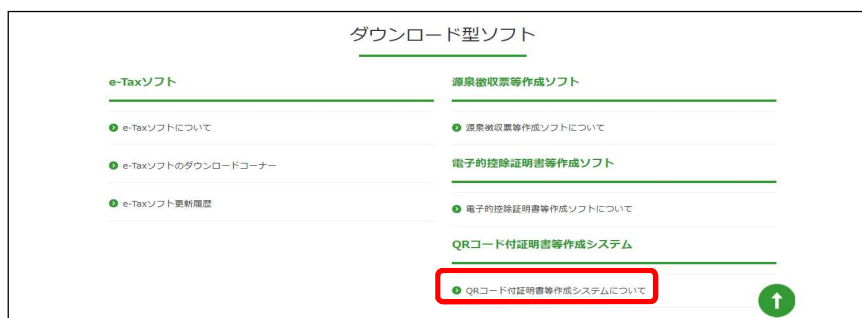 ダウンロード型ソフト
e-Taxソフト
e-Taxソフトについて
e-Taxソフトのダウンロードコーナー
e-Taxソフト更新履歴
源泉徴収票等作成ソフト
源泉徴収票等作成ソフトについて
電子的控除証明書等作成ソフト
電子的控除証明書等作成ソフトについて
QRコード付証明書等作成システム
QRコード付証明書等作成システムについて